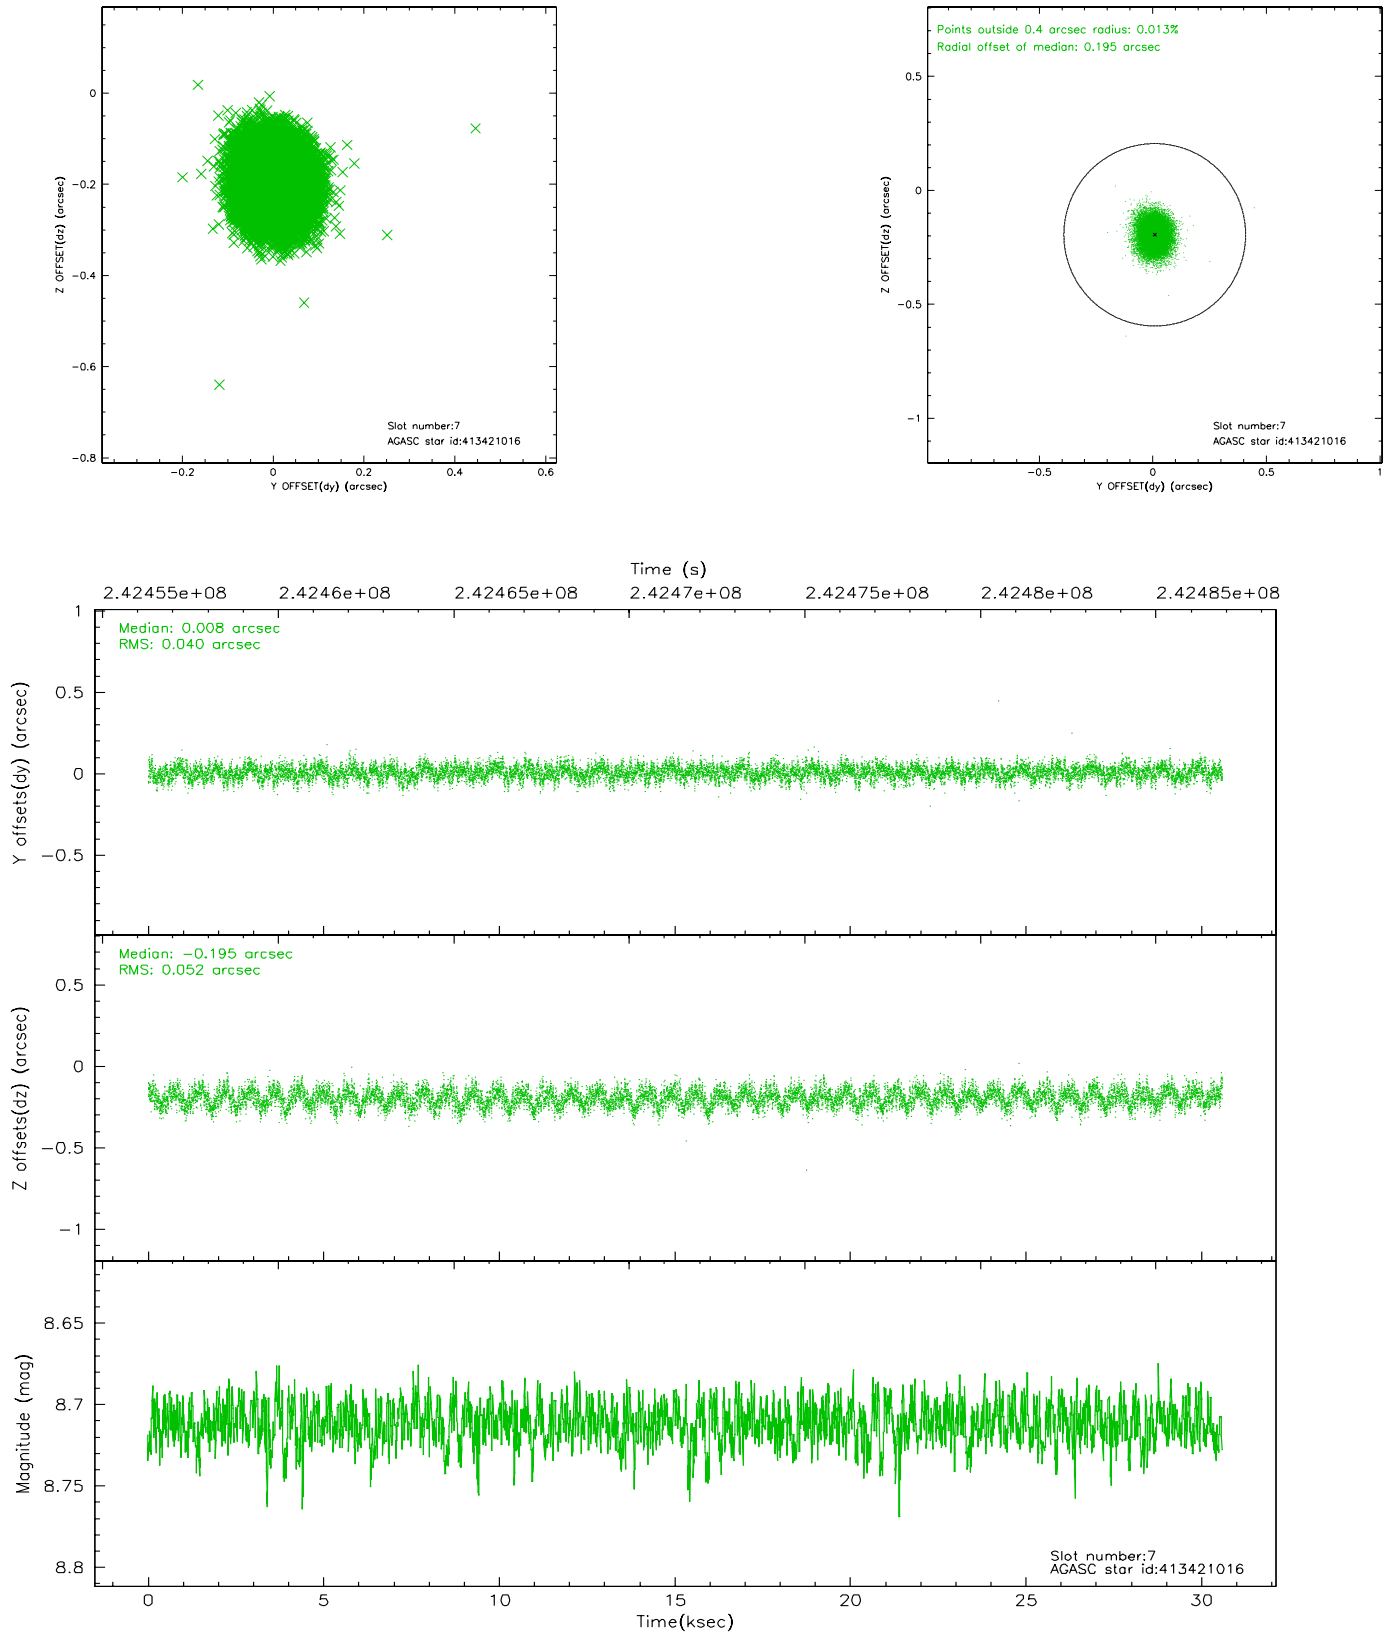 0
−0.2
−0.4
−0.6
−0.8
Z OFFSET(dz) (arcsec)
Slot number:7
AGASC star id:413421016
−0.2 0 0.2 0.4 0.6
Y OFFSET(dy) (arcsec)
Points outside 0.4 arcsec radius: 0.013%
Radial offset of median: 0.195 arcsec
0.5
0
−0.5
−1
Z OFFSET(dz) (arcsec)
Slot number:7
AGASC star id:413421016
−0.5 0 0.5 1
Y OFFSET(dy) (arcsec)
Time (s)
2.42455e+08 2.4246e+08 2.42465e+08 2.4247e+08 2.42475e+08 2.4248e+08 2.42485e+08
Median: 0.008 arcsec
RMS: 0.040 arcsec
1
0.5
0
−0.5
Y offsets(dy) (arcsec)
Median: −0.195 arcsec
RMS: 0.052 arcsec
0.5
0
−0.5
−1
Z offsets(dz) (arcsec)
8.65
8.7
8.75
8.8
Magnitude (mag)
Slot number:7
AGASC star id:413421016
0 5 10 15 20 25 30
Time(ksec)